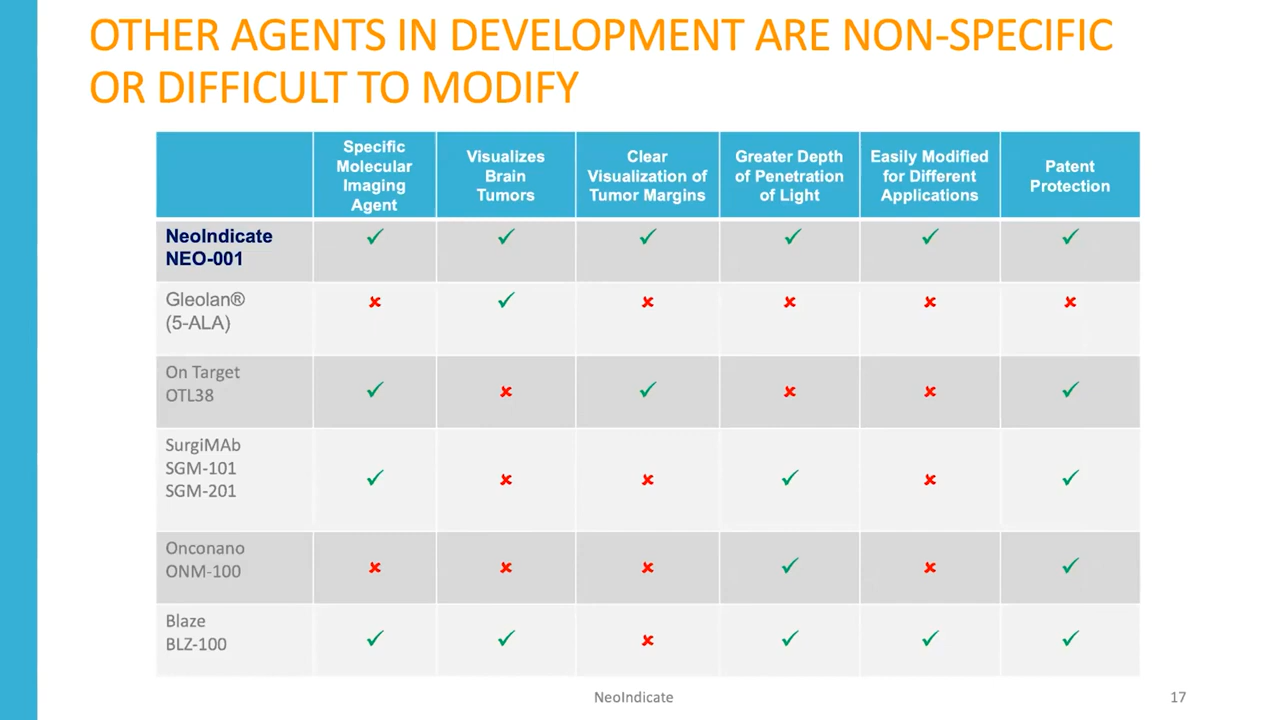 OTHER AGENTS IN DEVELOPMENT ARE NON-SPECIFIC
OR DIFFICULT TO MODIFY
Specific
Molecular
Imaging
Agent
Visualizes
Brain
Tumors
Clear
Visualization of
Tumor Margins
Greater Depth
of Penetration
of Light
Easily Modified
for Different
Applications
Patent
Protection
NeoIndicate
NEO-001
✓ ✓ ✓ ✓ ✓ ✓
Gleolan®
(5-ALA)
✘ ✓ ✘ ✘ ✘ ✘
On Target
OTL38
✓ ✘ ✓ ✘ ✘ ✓
SurgiMAb
SGM-101
SGM-201
✓ ✘ ✘ ✓ ✘ ✓
Onconano
ONM-100
✘ ✘ ✘ ✓ ✘ ✓
Blaze
BLZ-100
✓ ✓ ✘ ✓ ✓ ✓
NeoIndicate
17